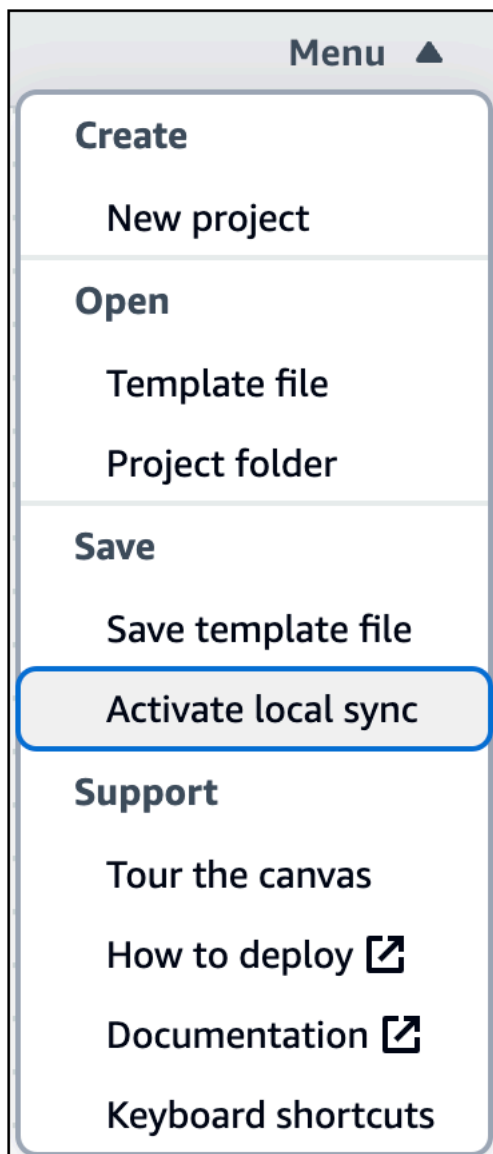 Menu
Create
New project
Open
Template file
Project folder
Save
Save template file
Activate local sync
Support
Tour the canvas
How to deploy
Documentation
Keyboard shortcuts